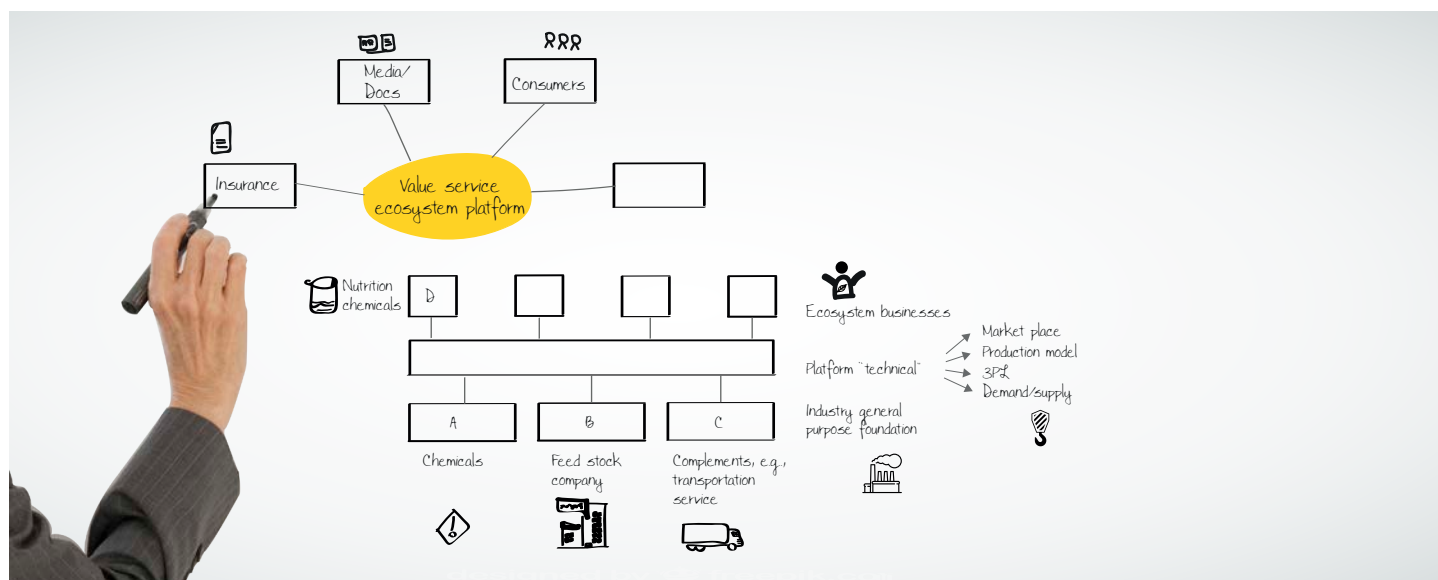 Media/
Docs
Consumers
Insurance
Value service
ecosystem platform
Nutrition
chemicals
D
Ecosystem businesses
Market place
Platform "technical"
Production model
3PL
Demand/supply
A
B
C
Industry general
purpose foundation
Chemicals
Feed stock
company
Complements, e.g.,
transportation
service